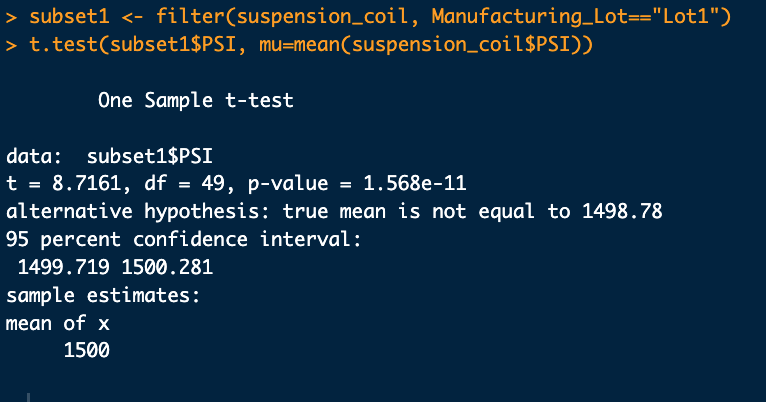 > subset1 <- filter(suspension_coil, Manufacturing_Lot=="Lot1")
> t.test(subset1$PSI, mu=mean(suspension_coil$PSI))
One Sample t-test
data:  subset1$PSI
t = 8.7161, df = 49, p-value = 1.568e-11
alternative hypothesis: true mean is not equal to 1498.78
95 percent confidence interval:
1499.719 1500.281
sample estimates:
mean of x
1500